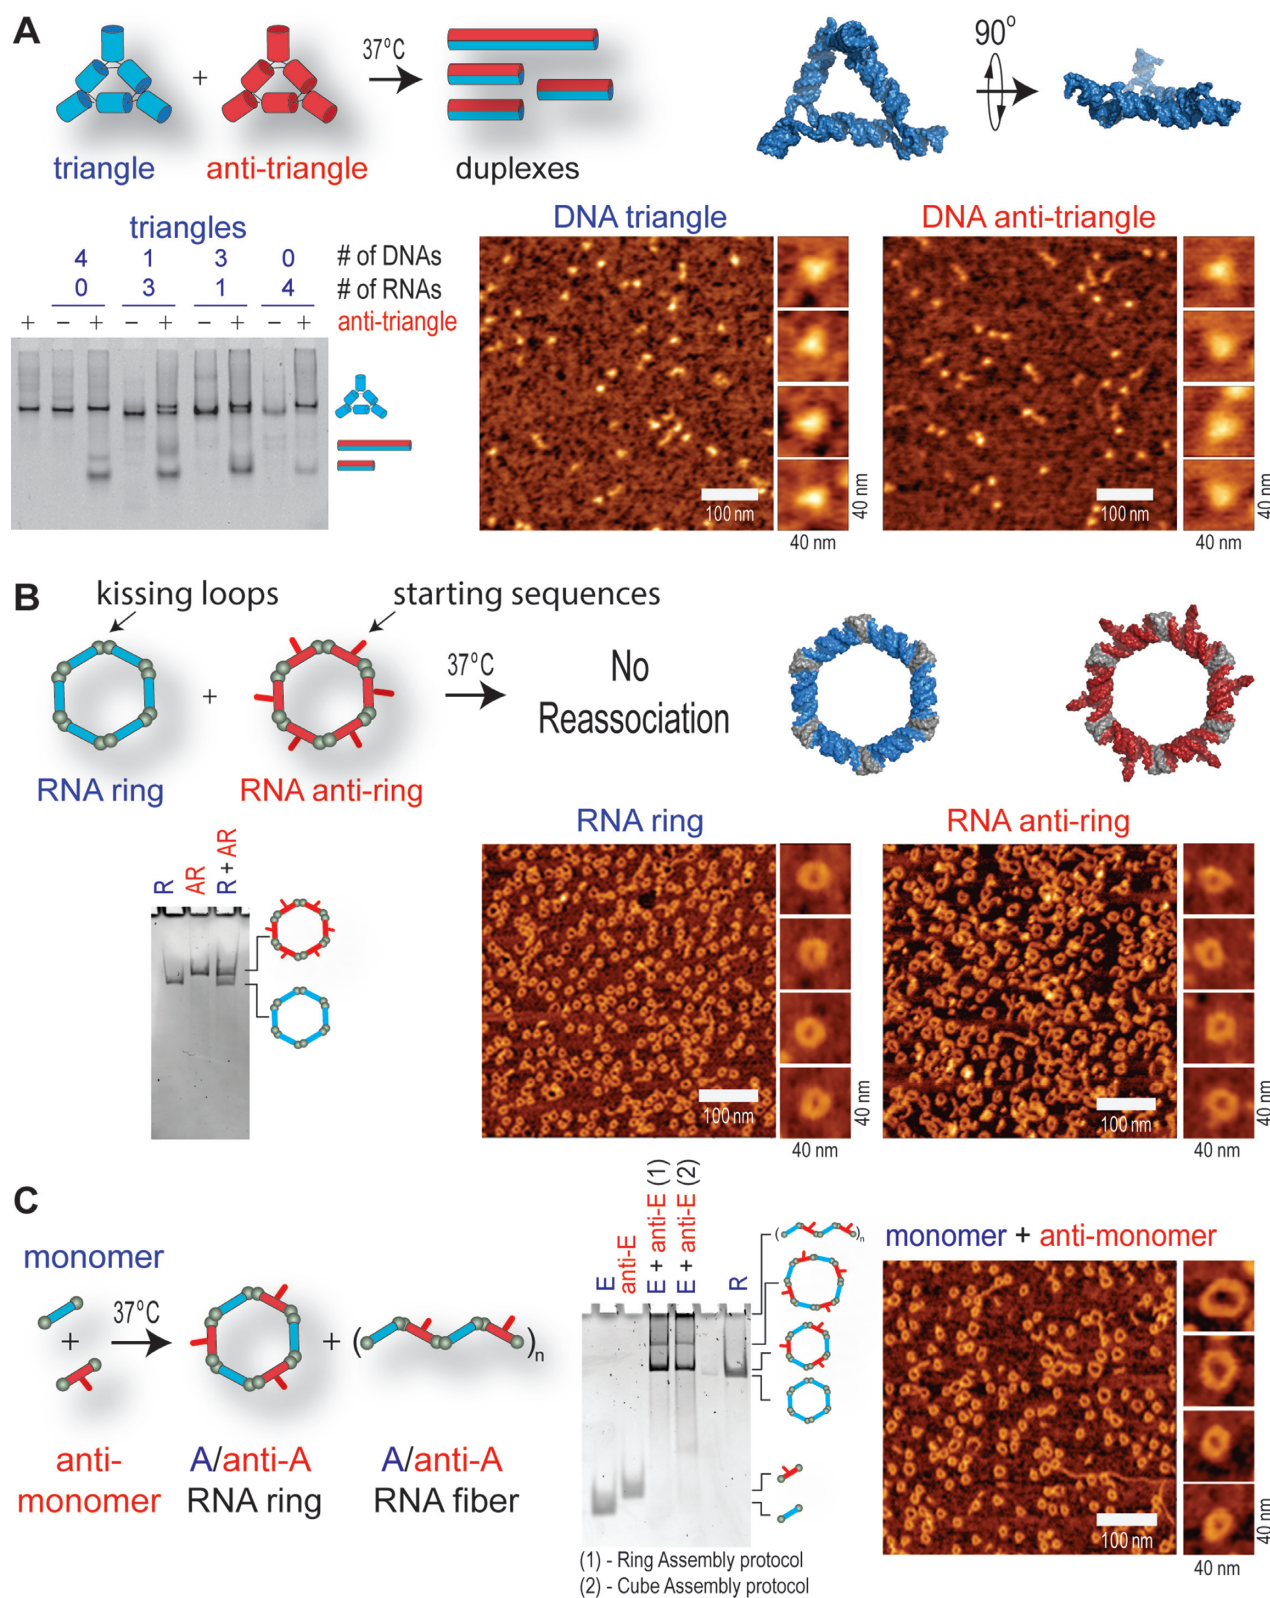 A
+
37°C
90°
triangle
anti-triangle
duplexes
triangles
4 1 3 0 # of DNAs
0 3 1 4 # of RNAs
+ − + − + − + − + anti-triangle
DNA triangle
100 nm
40 nm
40 nm
DNA anti-triangle
100 nm
40 nm
40 nm
B
kissing loops
starting sequences
+
37°C
No
Reassociation
RNA ring
RNA anti-ring
R
AR
R + AR
RNA ring
100 nm
40 nm
40 nm
RNA anti-ring
100 nm
40 nm
40 nm
C
monomer
+
37°C
+
( )n
anti-
monomer
A/anti-A
RNA ring
A/anti-A
RNA fiber
E
anti-E
E + anti-E (1)
E + anti-E (2)
R
( )n
(1) - Ring Assembly protocol
(2) - Cube Assembly protocol
monomer + anti-monomer
100 nm
40 nm
40 nm